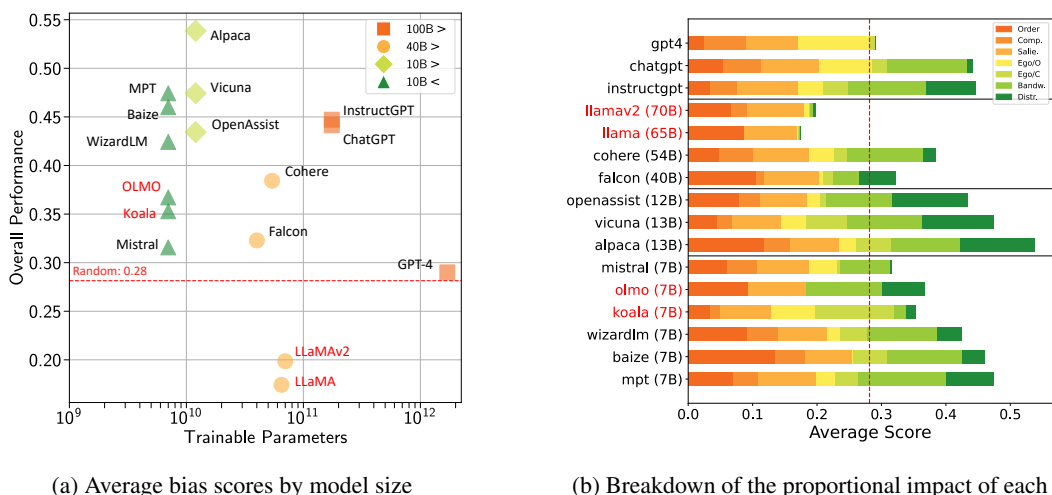 0.55
0.50
0.45
0.40
0.35
0.30
0.25
0.20
Overall Performance
10^9
10^10
10^11
10^12
Trainable Parameters
100B >
40B >
10B >
10B <
Alpaca
MPT
Vicuna
Baize
InstructGPT
OpenAssist
WizardLM
ChatGPT
OLMO
Cohere
Koala
Falcon
Mistral
GPT-4
Random: 0.28
LLaMAv2
LLaMA
(a) Average bias scores by model size
Order
Comp.
Salie.
Ego/O
Ego/C
Bandw.
Distr.
gpt4
chatgpt
instructgpt
llamav2 (70B)
llama (65B)
cohere (54B)
falcon (40B)
openassist (12B)
vicuna (13B)
alpaca (13B)
mistral (7B)
olmo (7B)
koala (7B)
wizardlm (7B)
baize (7B)
mpt (7B)
0.0 0.1 0.2 0.3 0.4 0.5
Average Score
(b) Breakdown of the proportional impact of each